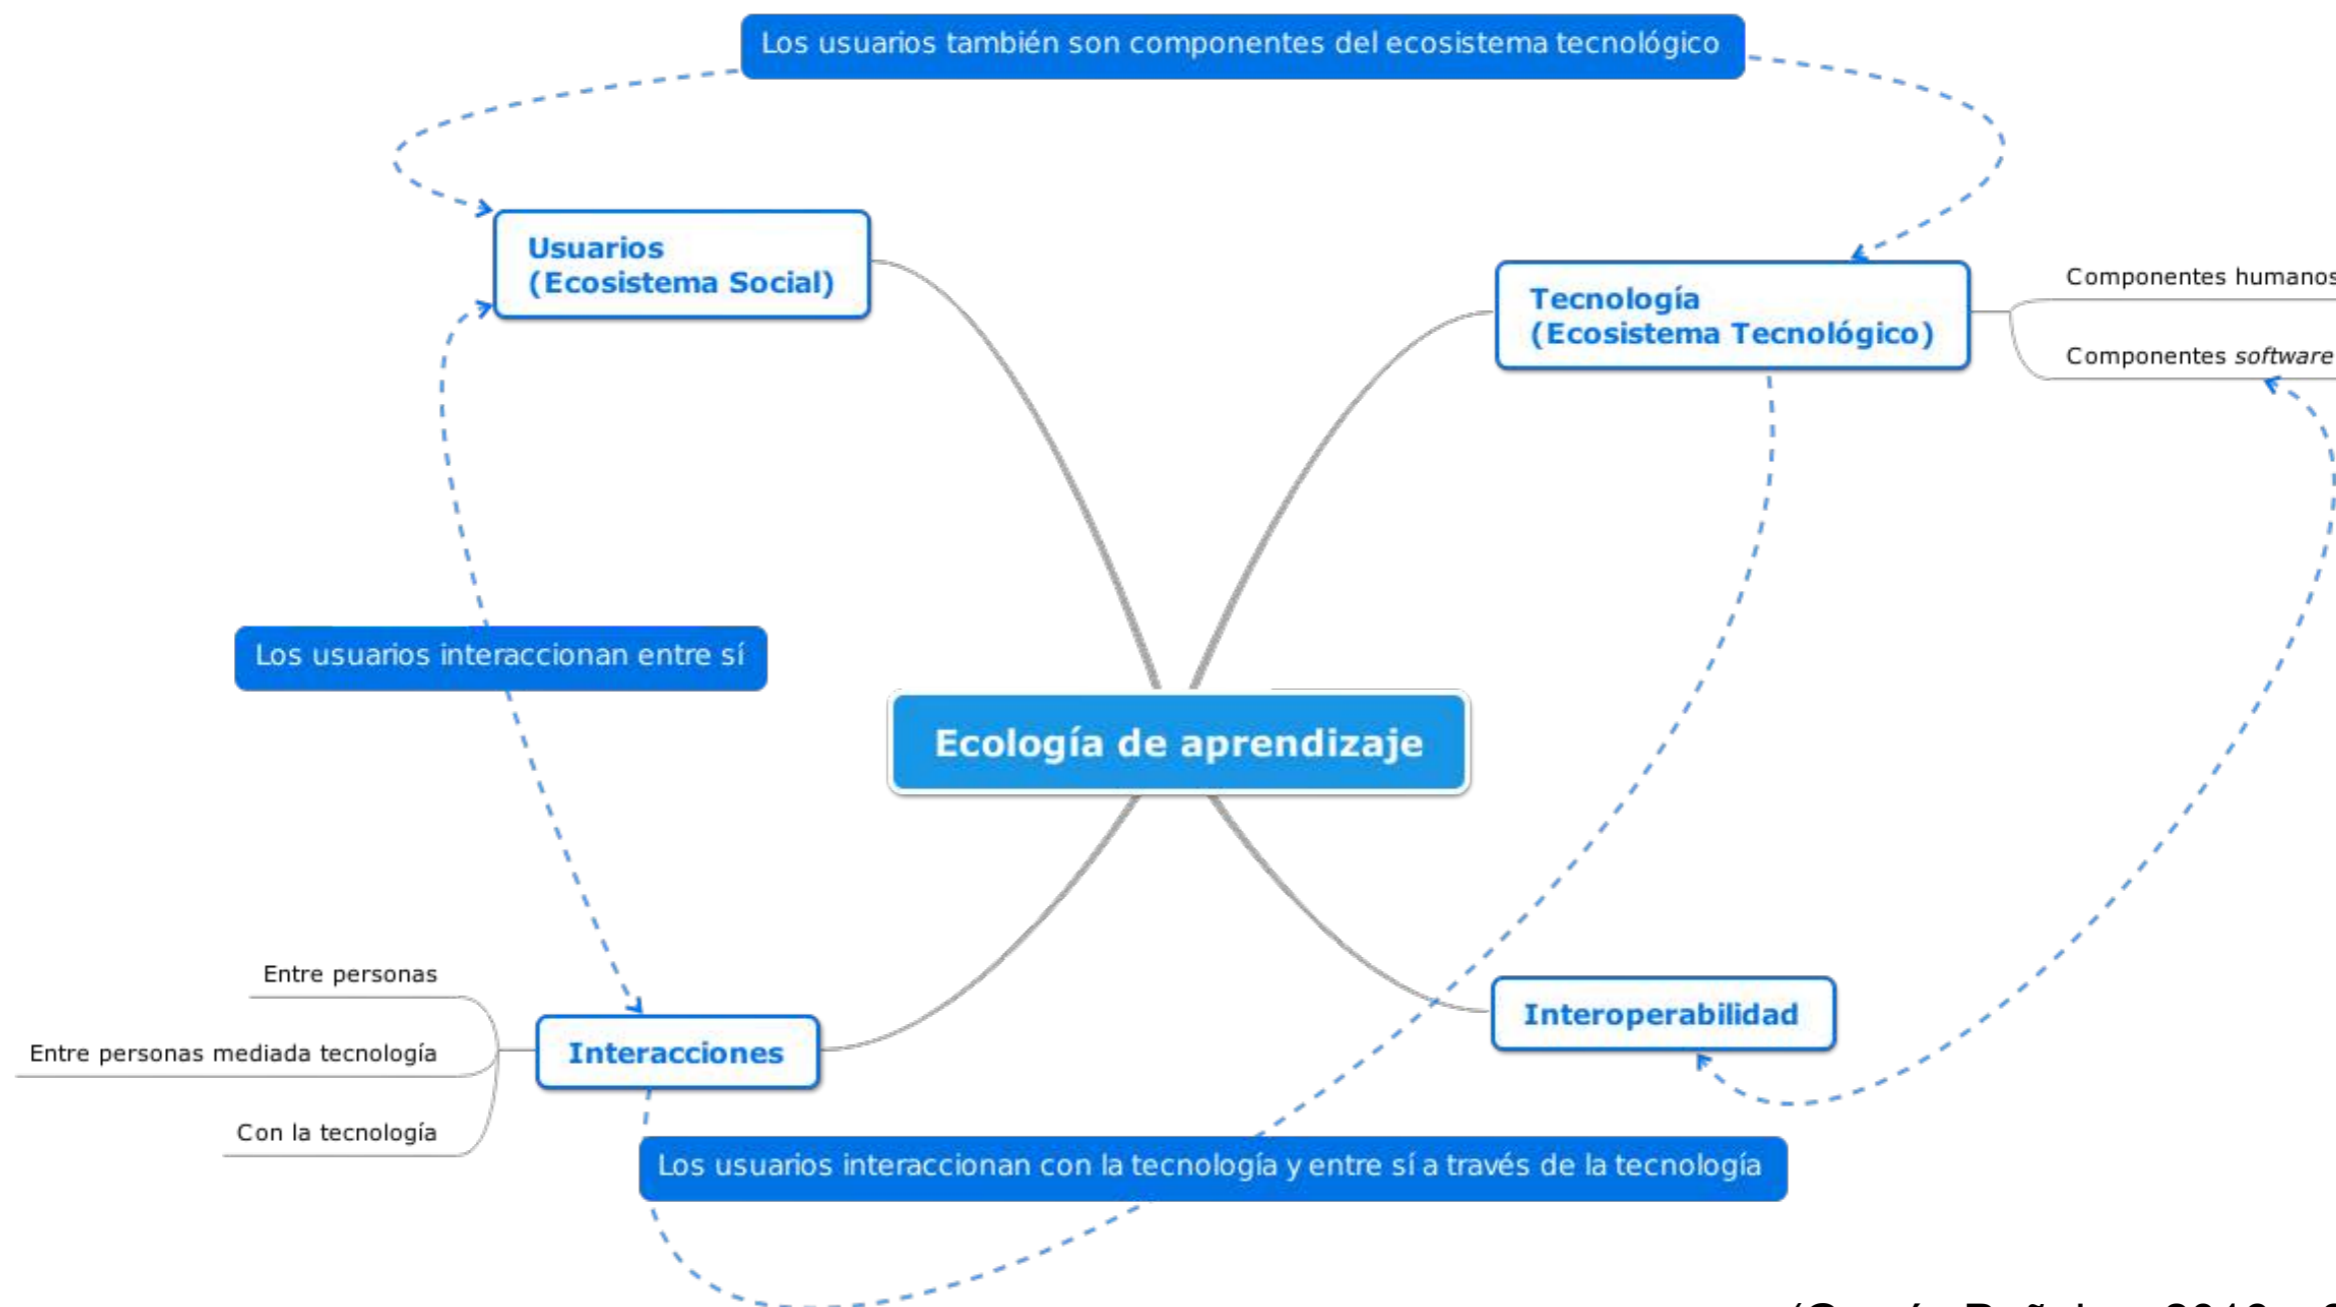 Los usuarios también son componentes del ecosistema tecnológico
Usuarios
(Ecosistema Social)
Tecnología
(Ecosistema Tecnológico)
Componentes humanos
Componentes software
Los usuarios interaccionan entre sí
Ecología de aprendizaje
Entre personas
Entre personas mediada tecnología
Con la tecnología
Interacciones
Interoperabilidad
Los usuarios interaccionan con la tecnología y entre sí a través de la tecnología